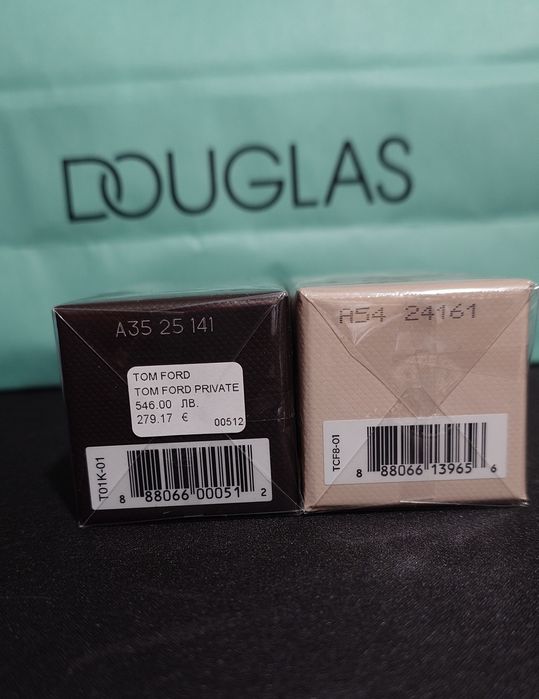 DOUGLAS
A35 25 141
TOM FORD
TOM FORD PRIVATE
546.00 ЛВ.
279.17 €
00512
T01K-01
8 88066 00051 2
A54 24161
TCF8-01
8 88066 13965 6